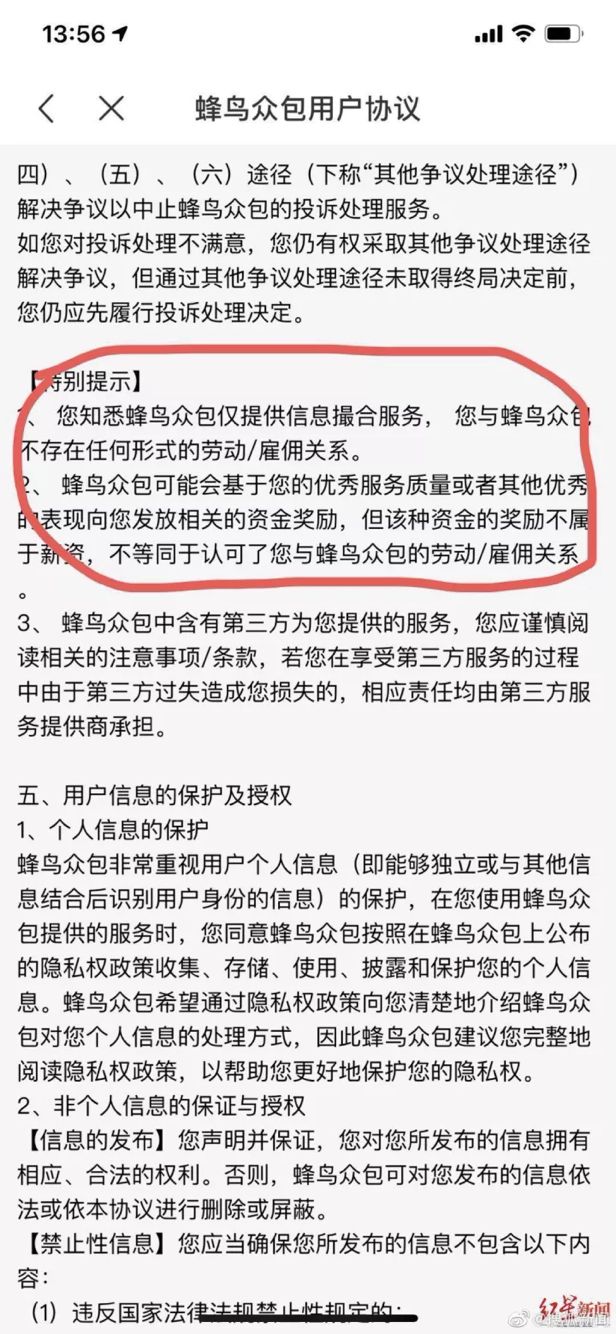 13:56
蜂鸟众包用户协议
四）、（五）、（六）途径（下称“其他争议处理途径”）
解决争议以中止蜂鸟众包的投诉处理服务。
如您对投诉处理不满意，您仍有权采取其他争议处理途径
解决争议，但通过其他争议处理途径未取得终局决定前，
您仍应先履行投诉处理决定。
【特别提示】
1、 您知悉蜂鸟众包仅提供信息撮合服务， 您与蜂鸟众包
不存在任何形式的劳动/雇佣关系。
2、 蜂鸟众包可能会基于您的优秀服务质量或者其他优秀
的表现向您发放相关的资金奖励，但该种资金的奖励不属
于薪资，不等同于认可了您与蜂鸟众包的劳动/雇佣关系
。
3、 蜂鸟众包中含有第三方为您提供的服务，您应谨慎阅
读相关的注意事项/条款，若您在享受第三方服务的过程
中由于第三方过失造成您损失的，相应责任均由第三方服
务提供商承担。
五、用户信息的保护及授权
1、个人信息的保护
蜂鸟众包非常重视用户个人信息（即能够独立或与其他信
息结合后识别用户身份的信息）的保护，在您使用蜂鸟众
包提供的服务时，您同意蜂鸟众包按照在蜂鸟众包上公布
的隐私权政策收集、存储、使用、披露和保护您的个人信
息。蜂鸟众包希望通过隐私权政策向您清楚地介绍蜂鸟众
包对您个人信息的处理方式，因此蜂鸟众包建议您完整地
阅读隐私权政策，以帮助您更好地保护您的隐私权。
2、非个人信息的保证与授权
【信息的发布】您声明并保证，您对您所发布的信息拥有
相应、合法的权利。否则，蜂鸟众包可对您发布的信息依
法或依本协议进行删除或屏蔽。
【禁止性信息】您应当确保您所发布的信息不包含以下内
容：
（1）违反国家法律法规禁止性规定的；
红星新闻